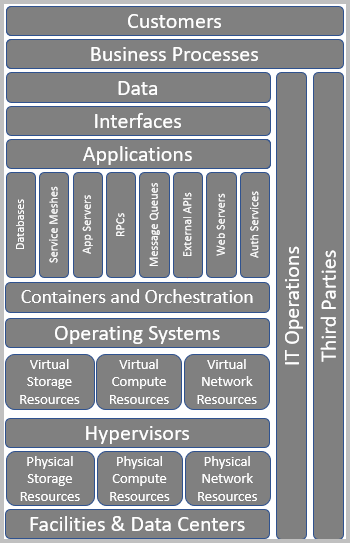 Customers
Business Processes
Data
Interfaces
Applications
Databases
Service Meshes
App Servers
RPCs
Message Queues
External APIs
Web Servers
Auth Services
Containers and Orchestration
Operating Systems
Virtual
Storage
Resources
Virtual
Compute
Resources
Virtual
Network
Resources
Hypervisors
Physical
Storage
Resources
Physical
Compute
Resources
Physical
Network
Resources
Facilities & Data Centers
IT Operations
Third Parties